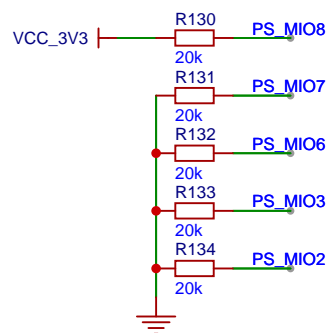 R130
VCC_3V3
PS_MIO8
20k
R131
PS_MIO7
20k
R132
PS_MIO6
20k
R133
PS_MIO3
20k
R134
PS_MIO2
20k